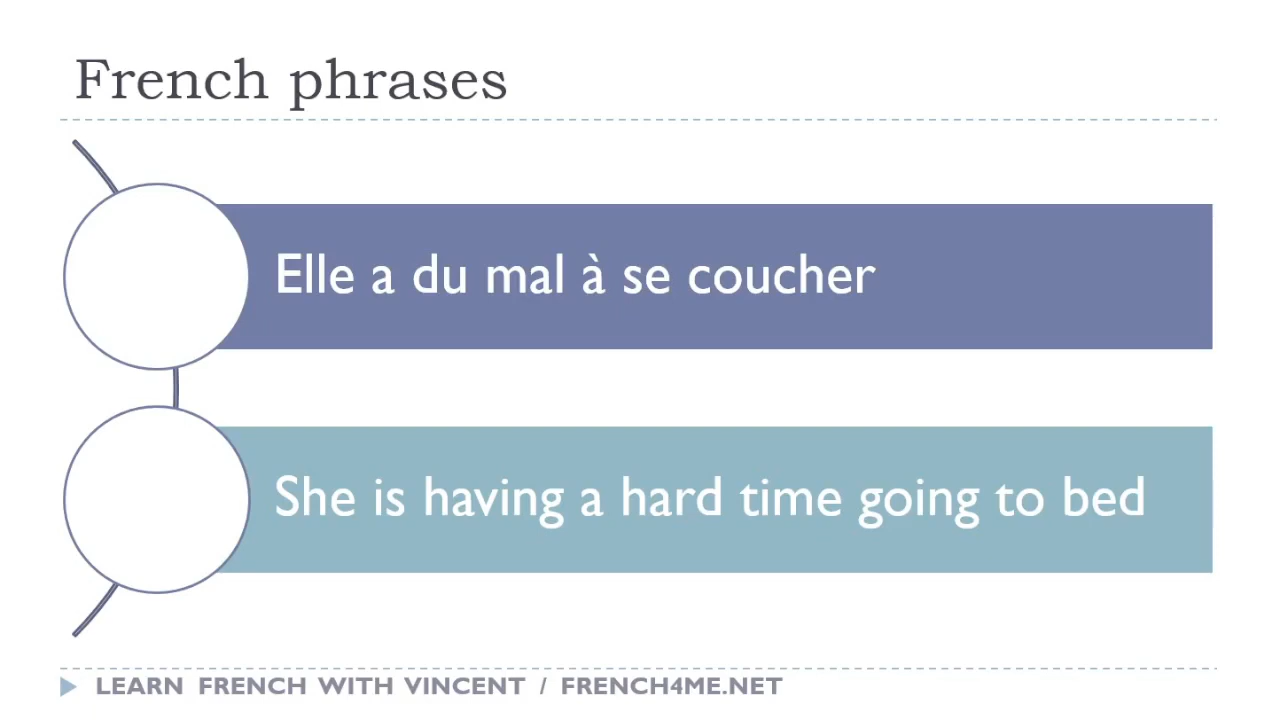 French phrases
Elle a du mal à se coucher
She is having a hard time going to bed
LEARN FRENCH WITH VINCENT / FRENCH4ME.NET